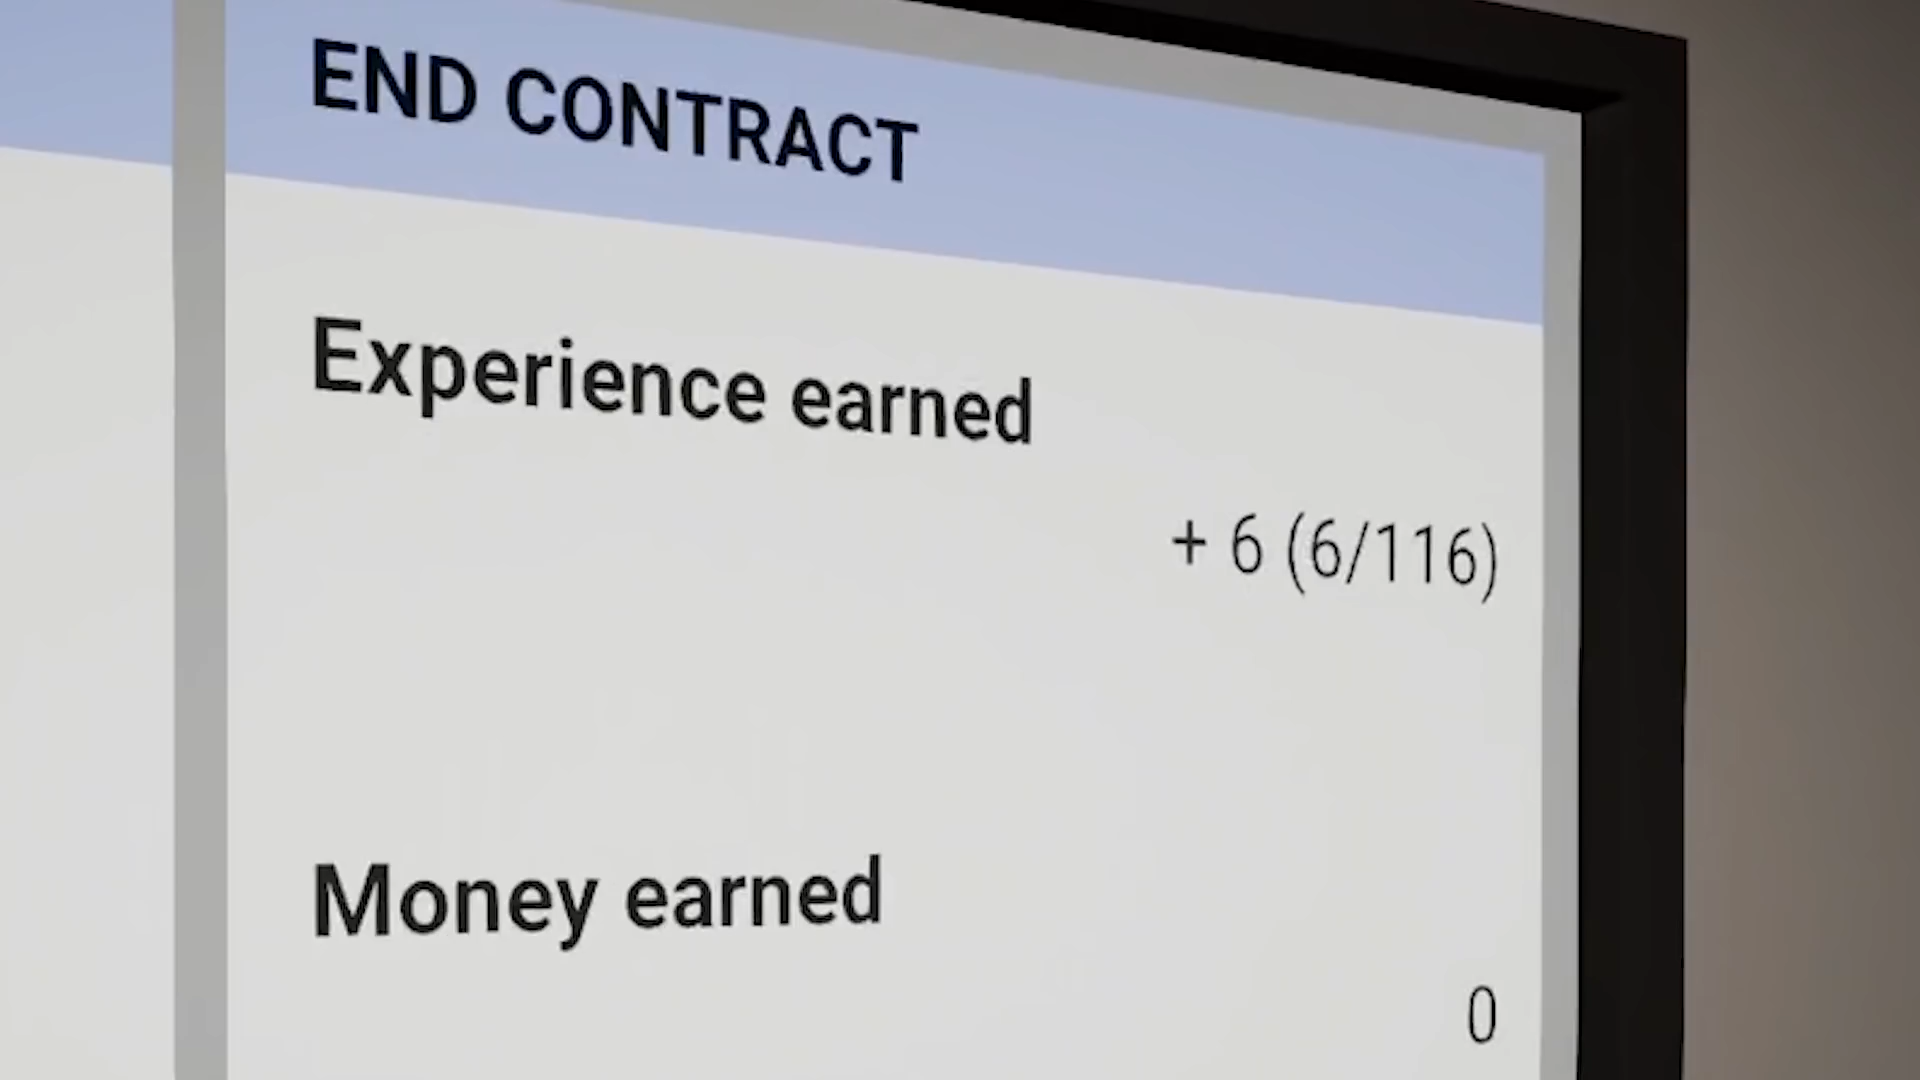 END CONTRACT
Experience earned
+ 6 (6/116)
Money earned
0